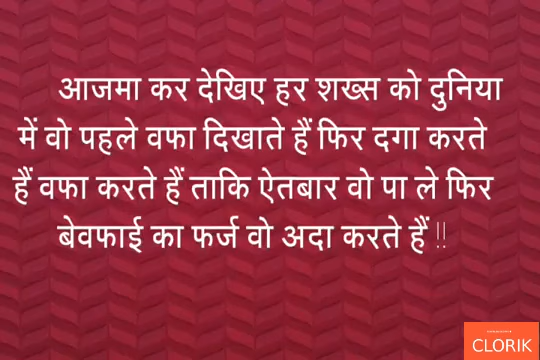 आजमा कर देखिए हर शख्स को दुनिया
में वो पहले वफा दिखाते हैं फिर दगा करते
हैं वफा करते हैं ताकि ऐतबार वो पा ले फिर
बेवफाई का फर्ज वो अदा करते हैं !!
CLORIK